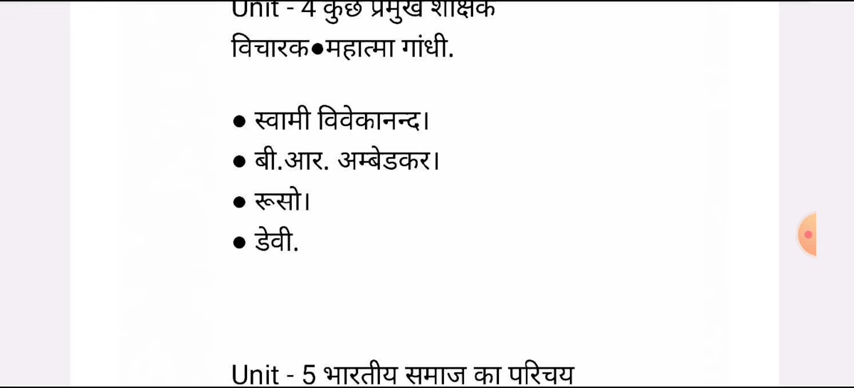 Unit - 4 कुछ प्रमुख शैक्षिक
विचारक●महात्मा गांधी.
● स्वामी विवेकानन्द।
● बी.आर. अम्बेडकर।
● रूसो।
● डेवी.
Unit - 5 भारतीय समाज का परिचय